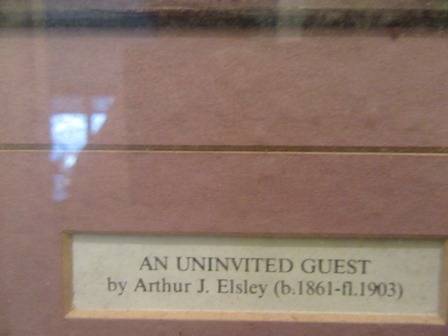 AN UNINVITED GUEST
by Arthur J. Elsley (b.1861-fl.1903)